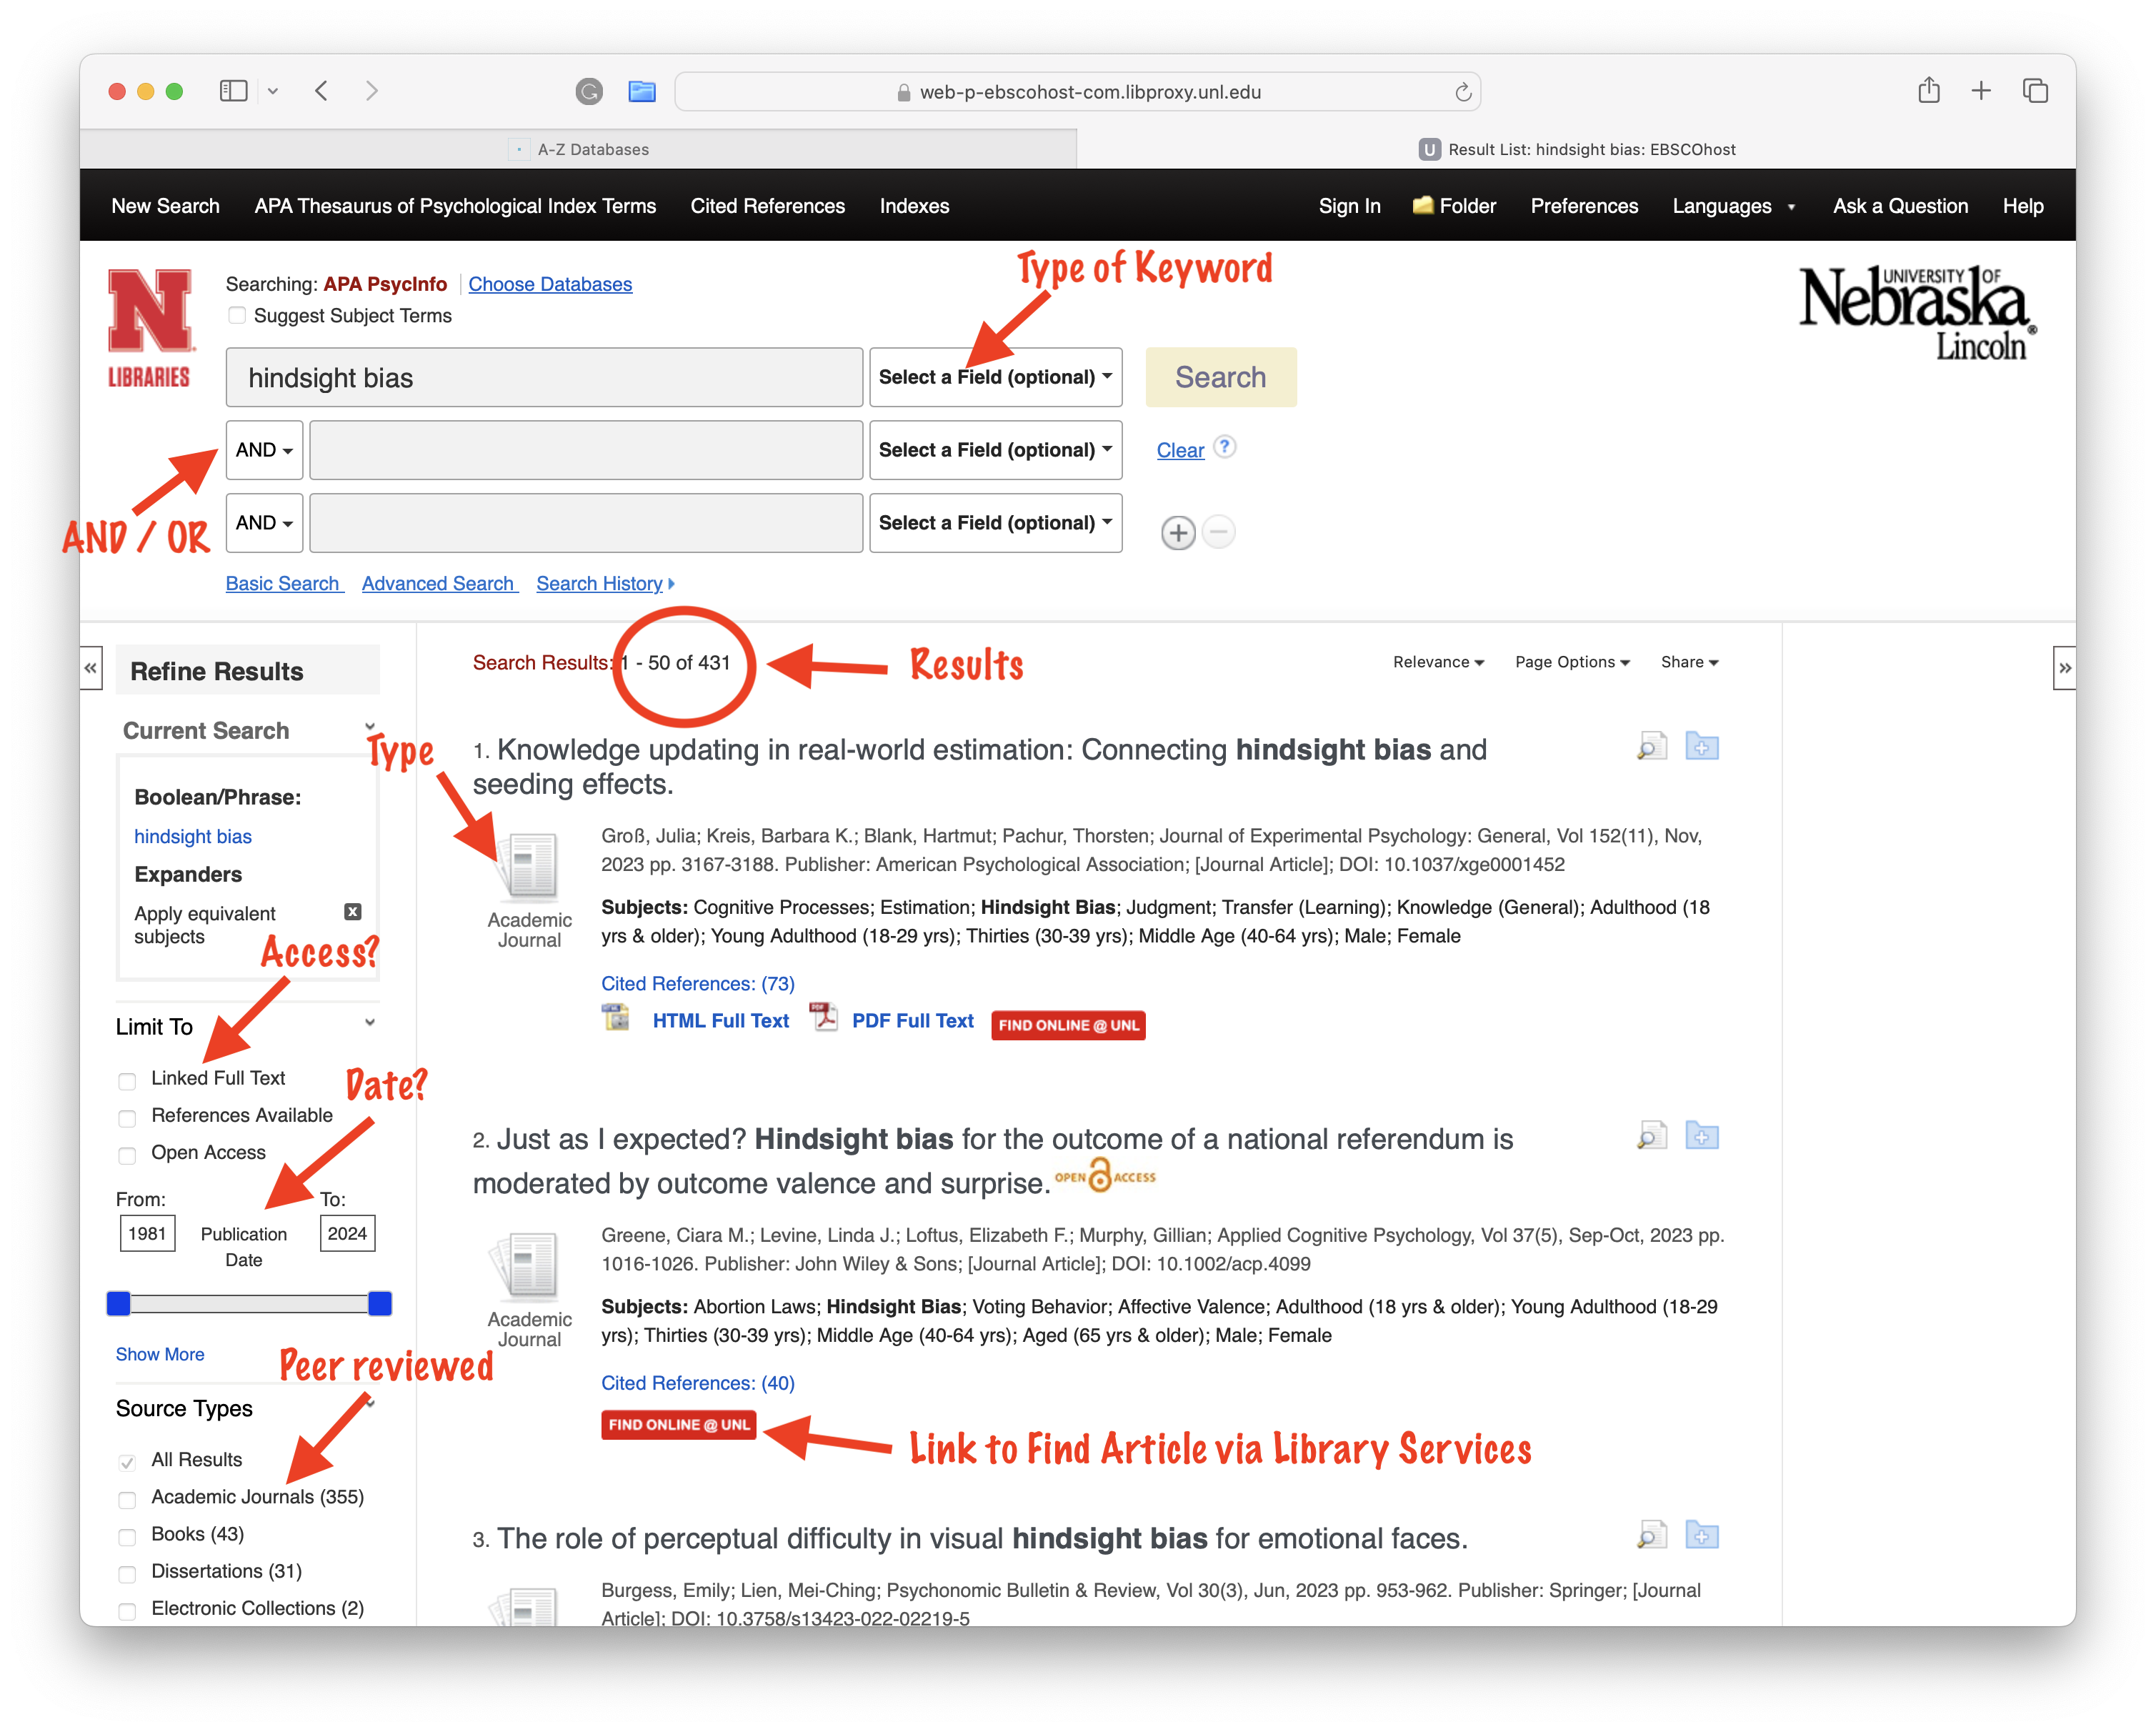 web-p-ebscohost-com.libproxy.unl.edu
A-Z Databases
U Result List: hindsight bias: EBSCOhost
New Search APA Thesaurus of Psychological Index Terms Cited References Indexes Sign In Folder Preferences Languages Ask a Question Help
Type of Keyword
N
LIBRARIES
Searching: APA PsycInfo Choose Databases
Suggest Subject Terms
UNIVERSITY OF
Nebraska®
Lincoln
hindsight bias Select a Field (optional) Search
AND Select a Field (optional) Clear ?
AND Select a Field (optional)
AND / OR
Basic Search Advanced Search Search History
« Refine Results
Search Results: 1 - 50 of 431
Results
Relevance Page Options Share »
Current Search
Type
Boolean/Phrase:
hindsight bias
Expanders
Apply equivalent
subjects
Access?
Limit To
Linked Full Text
References Available
Open Access
Date?
From: To:
1981 Publication 2024
Date
Show More
Peer reviewed
Source Types
All Results
Academic Journals (355)
Books (43)
Dissertations (31)
Electronic Collections (2)
1. Knowledge updating in real-world estimation: Connecting hindsight bias and
seeding effects.
Academic
Journal
Groß, Julia; Kreis, Barbara K.; Blank, Hartmut; Pachur, Thorsten; Journal of Experimental Psychology: General, Vol 152(11), Nov,
2023 pp. 3167-3188. Publisher: American Psychological Association; [Journal Article]; DOI: 10.1037/xge0001452
Subjects: Cognitive Processes; Estimation; Hindsight Bias; Judgment; Transfer (Learning); Knowledge (General); Adulthood (18
yrs & older); Young Adulthood (18-29 yrs); Thirties (30-39 yrs); Middle Age (40-64 yrs); Male; Female
Cited References: (73)
HTML Full Text PDF Full Text FIND ONLINE @ UNL
2. Just as I expected? Hindsight bias for the outcome of a national referendum is
moderated by outcome valence and surprise. OPEN ACCESS
Academic
Journal
Greene, Ciara M.; Levine, Linda J.; Loftus, Elizabeth F.; Murphy, Gillian; Applied Cognitive Psychology, Vol 37(5), Sep-Oct, 2023 pp.
1016-1026. Publisher: John Wiley & Sons; [Journal Article]; DOI: 10.1002/acp.4099
Subjects: Abortion Laws; Hindsight Bias; Voting Behavior; Affective Valence; Adulthood (18 yrs & older); Young Adulthood (18-29
yrs); Thirties (30-39 yrs); Middle Age (40-64 yrs); Aged (65 yrs & older); Male; Female
Cited References: (40)
FIND ONLINE @ UNL
Link to Find Article via Library Services
3. The role of perceptual difficulty in visual hindsight bias for emotional faces.
Burgess, Emily; Lien, Mei-Ching; Psychonomic Bulletin & Review, Vol 30(3), Jun, 2023 pp. 953-962. Publisher: Springer; [Journal
Article]; DOI: 10.3758/s13423-022-02219-5